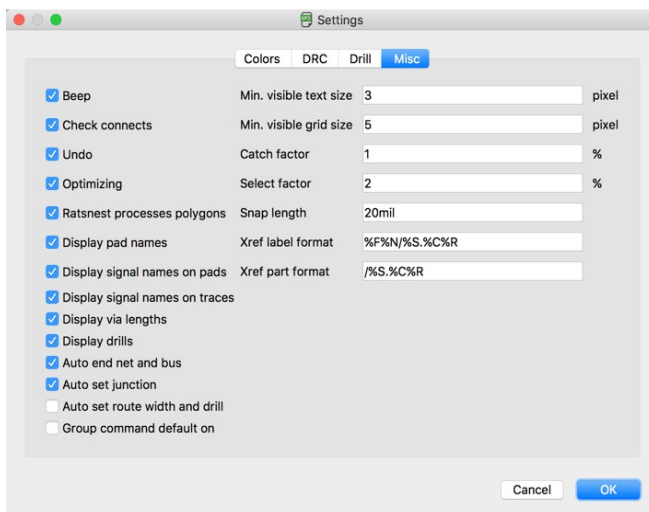 Settings
Colors DRC Drill Misc
Beep Min. visible text size 3 pixel
Check connects Min. visible grid size 5 pixel
Undo Catch factor 1 %
Optimizing Select factor 2 %
Ratsnest processes polygons Snap length 20mil
Display pad names Xref label format %F%N/%S.%C%R
Display signal names on pads Xref part format /%S.%C%R
Display signal names on traces
Display via lengths
Display drills
Auto end net and bus
Auto set junction
Auto set route width and drill
Group command default on
Cancel OK